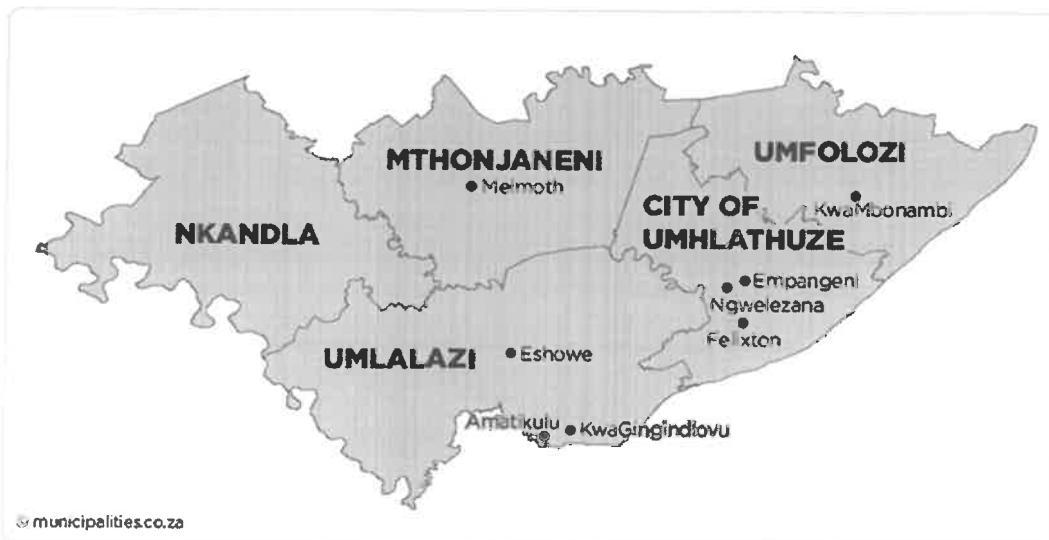 MTHONJANENI
Melmoth
UMFOLOZI
KwaMbonambi
CITY OF
UMHLATHUZE
NKANDLA
Empangeni
Ngwelezana
Felixton
UMLALAZI
Eshowe
Amatikulu
KwaGingindlovu
© municipalities.co.za